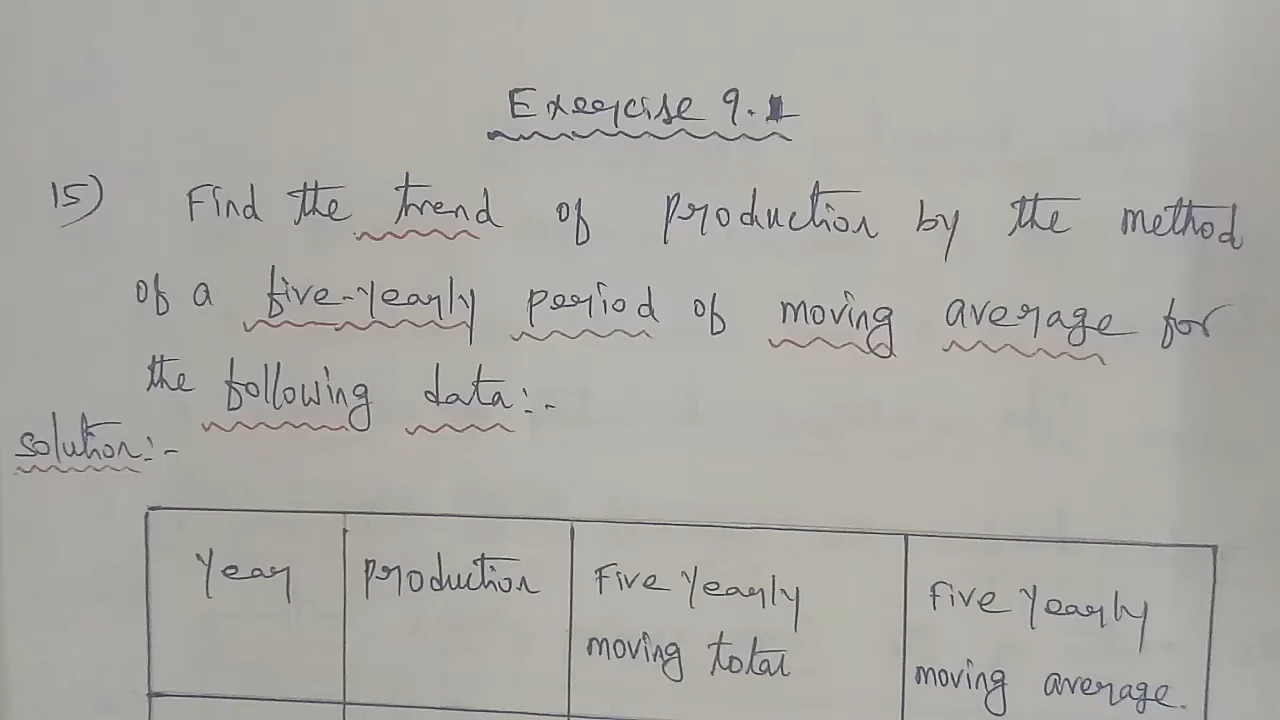 Exercise 9.1
15) Find the trend of production by the method
of a five-yearly period of moving average for
the following data:-
Solution:-
Year Production Five Yearly moving total Five Yearly moving average.